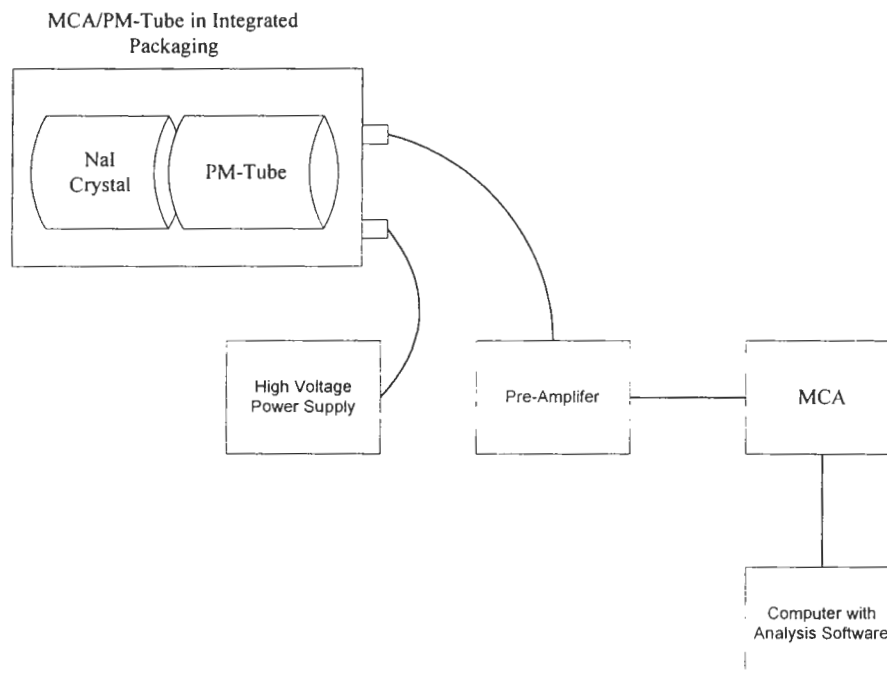 MCA/PM-Tube in Integrated
Packaging
NaI
Crystal
PM-Tube
High Voltage
Power Supply
Pre-Amplifer
MCA
Computer with
Analysis Software